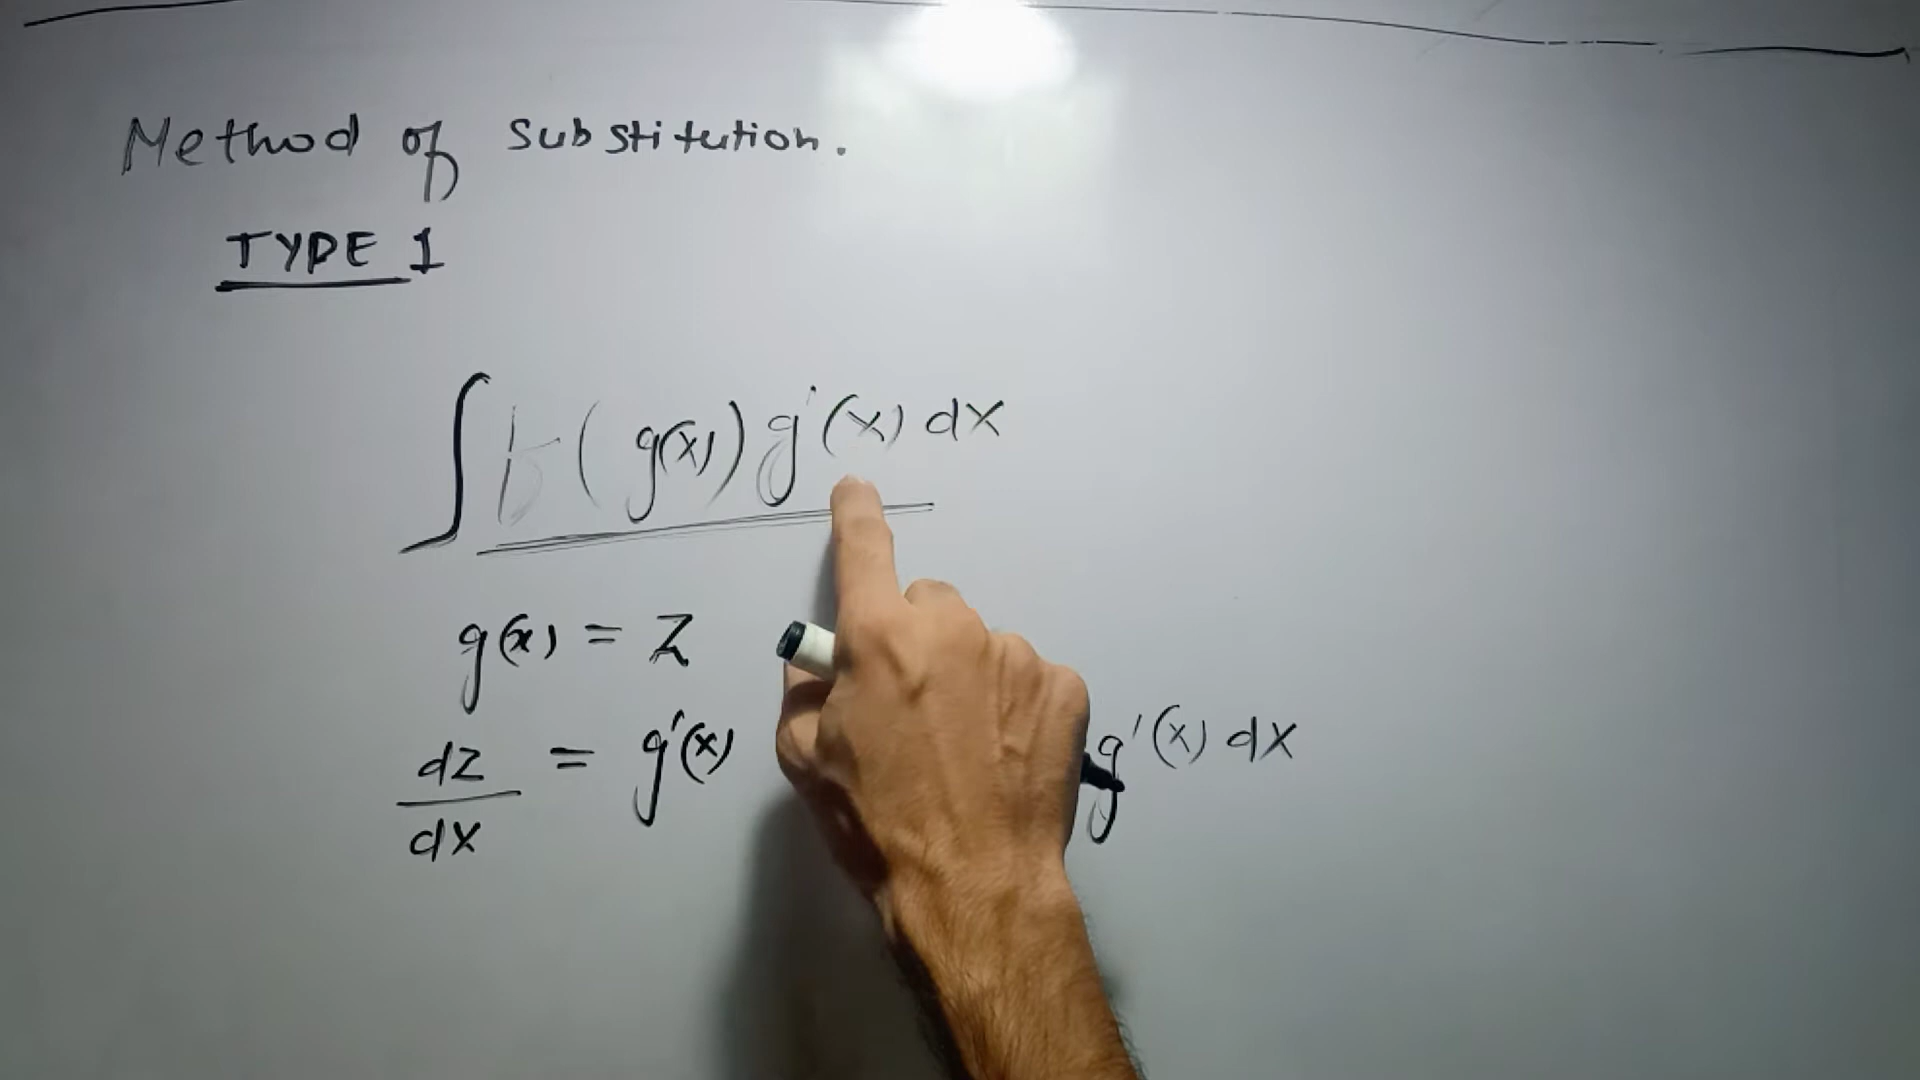 Method of Substitution.
TYPE 1
∫ f(g(x)) g'(x) dx
g(x) = z
dz/dx = g'(x) g'(x) dx